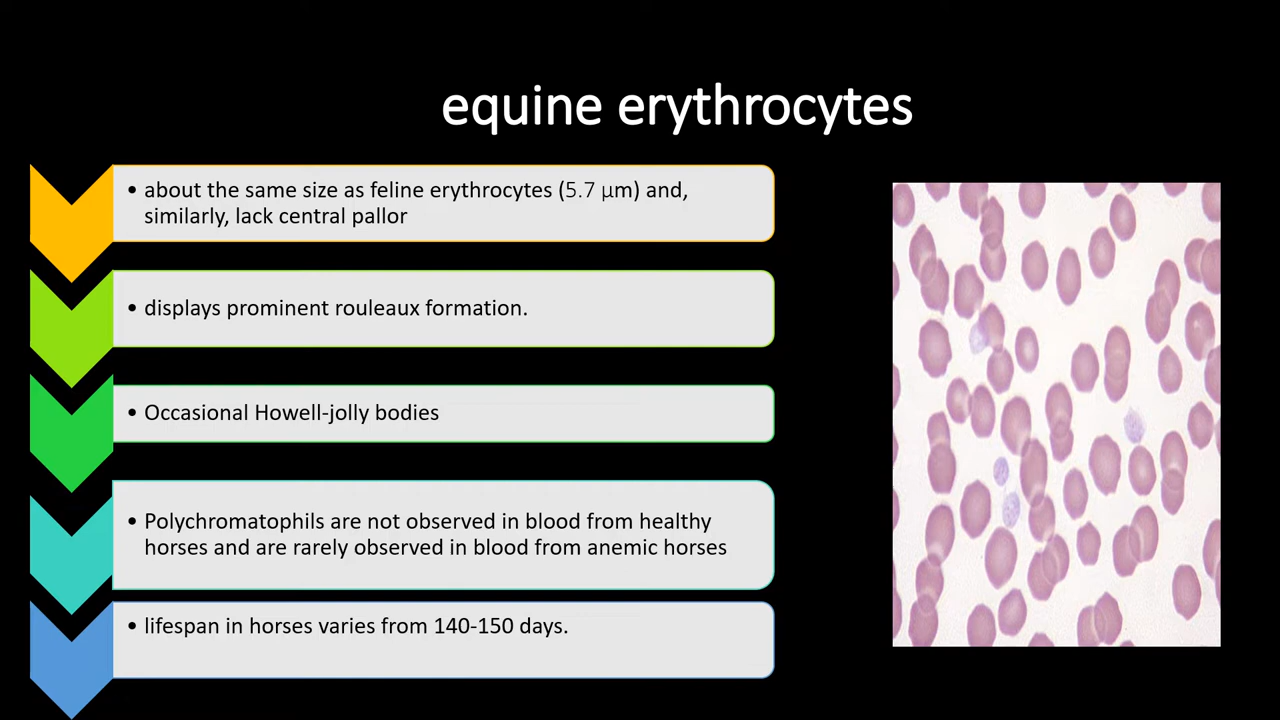 equine erythrocytes
• about the same size as feline erythrocytes (5.7 µm) and,
similarly, lack central pallor
• displays prominent rouleaux formation.
• Occasional Howell-jolly bodies
• Polychromatophils are not observed in blood from healthy
horses and are rarely observed in blood from anemic horses
• lifespan in horses varies from 140-150 days.